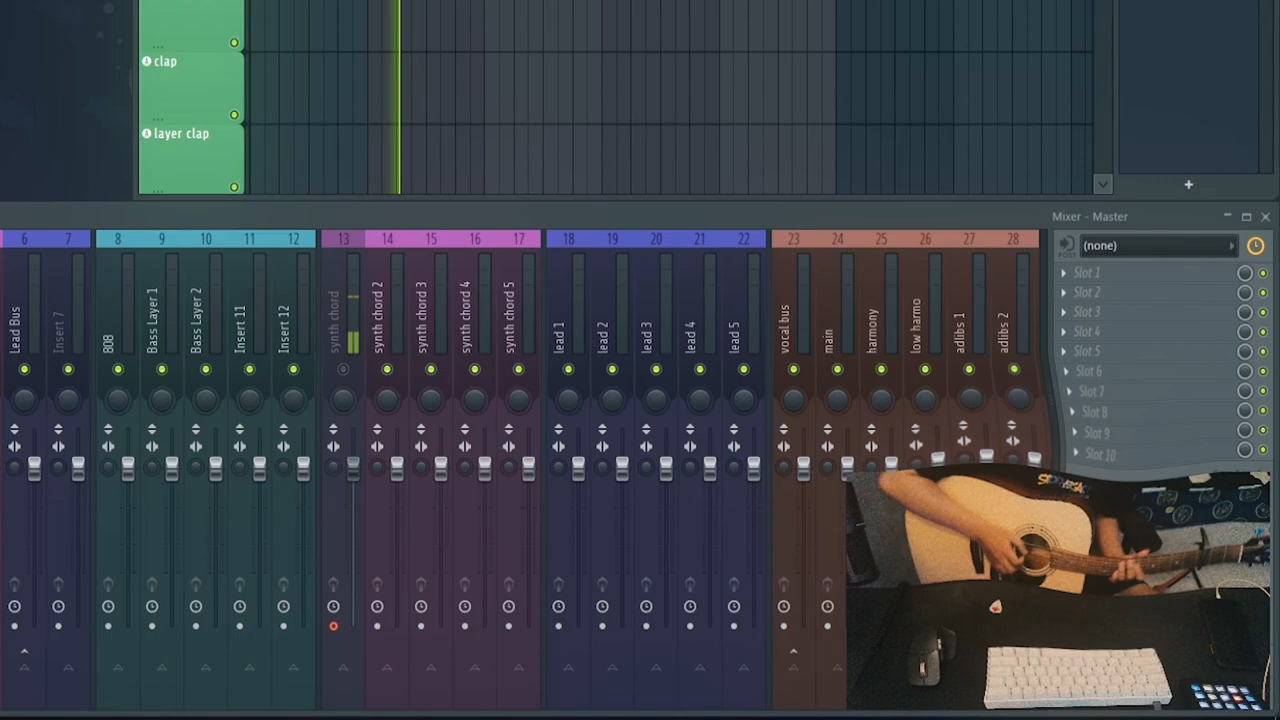 clap
layer clap
Mixer - Master
6 7 8 9 10 11 12 13 14 15 16 17 18 19 20 21 22 23 24 25 26 27 28
POST
(none)
Slot 1
Slot 2
Slot 3
Slot 4
Slot 5
Slot 6
Slot 7
Slot 8
Slot 9
Slot 10
Lead Bus
Insert 7
808
Bass Layer 1
Bass Layer 2
Insert 11
Insert 12
synth chord
synth chord 2
synth chord 3
synth chord 4
synth chord 5
lead 1
lead 2
lead 3
lead 4
lead 5
vocal bus
main
harmony
low harmo
adlibs 1
adlibs 2